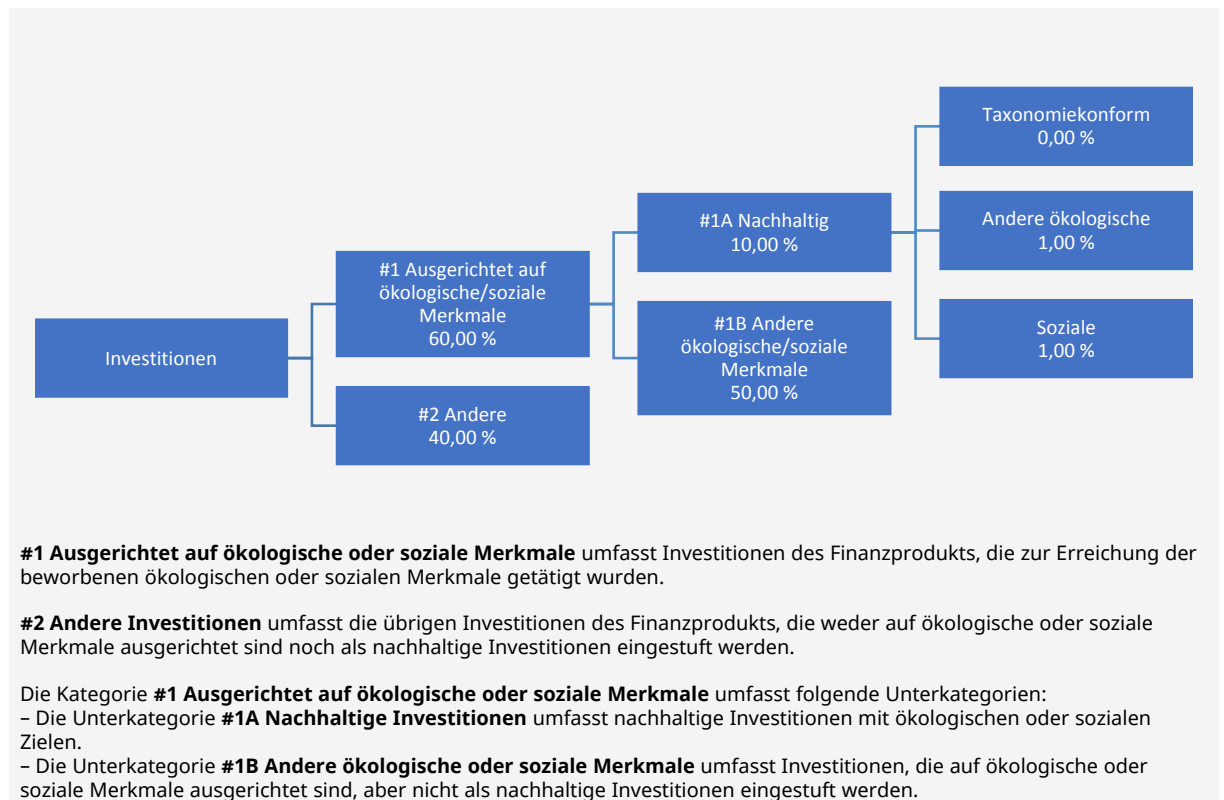 Investitionen
#1 Ausgerichtet auf
ökologische/soziale
Merkmale
60,00 %
#2 Andere
40,00 %
#1A Nachhaltig
10,00 %
#1B Andere
ökologische/soziale
Merkmale
50,00 %
Taxonomiekonform
0,00 %
Andere ökologische
1,00 %
Soziale
1,00 %
#1 Ausgerichtet auf ökologische oder soziale Merkmale umfasst Investitionen des Finanzprodukts, die zur Erreichung der
beworbenen ökologischen oder sozialen Merkmale getätigt wurden.
#2 Andere Investitionen umfasst die übrigen Investitionen des Finanzprodukts, die weder auf ökologische oder soziale
Merkmale ausgerichtet sind noch als nachhaltige Investitionen eingestuft werden.
Die Kategorie #1 Ausgerichtet auf ökologische oder soziale Merkmale umfasst folgende Unterkategorien:
– Die Unterkategorie #1A Nachhaltige Investitionen umfasst nachhaltige Investitionen mit ökologischen oder sozialen
Zielen.
– Die Unterkategorie #1B Andere ökologische oder soziale Merkmale umfasst Investitionen, die auf ökologische oder
soziale Merkmale ausgerichtet sind, aber nicht als nachhaltige Investitionen eingestuft werden.